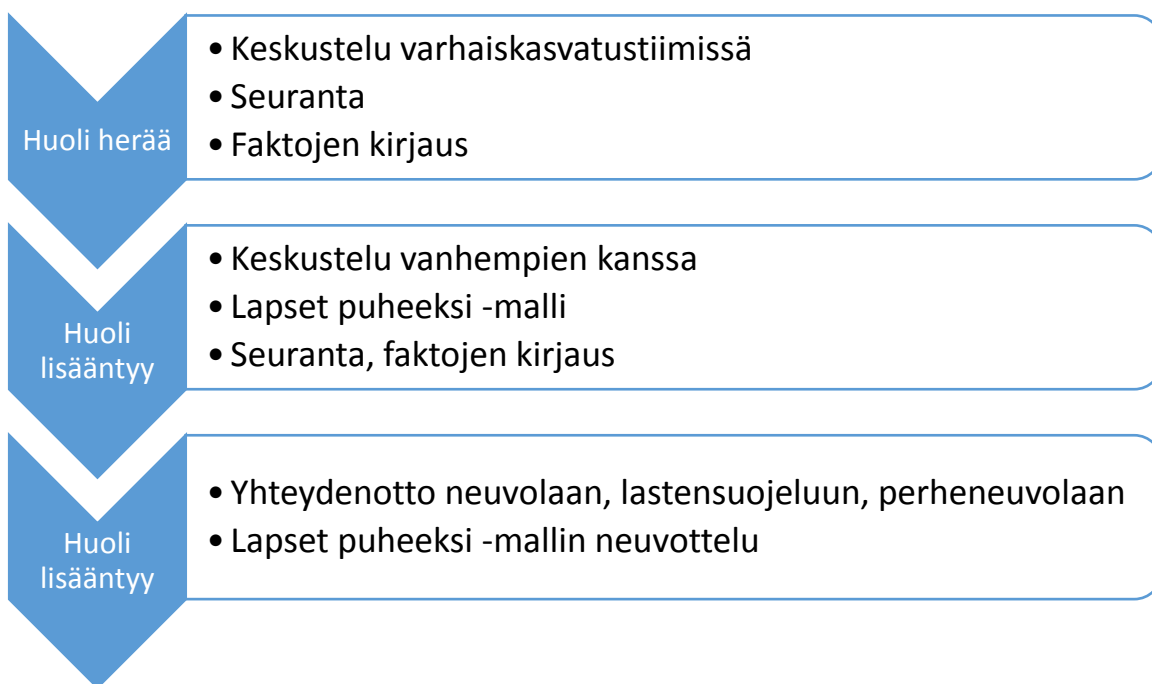 Huoli herää
• Keskustelu varhaiskasvatustiimissä
• Seuranta
• Faktojen kirjaus
Huoli
lisääntyy
• Keskustelu vanhempien kanssa
• Lapset puheeksi -malli
• Seuranta, faktojen kirjaus
Huoli
lisääntyy
• Yhteydenotto neuvolaan, lastensuojeluun, perheneuvolaan
• Lapset puheeksi -mallin neuvottelu